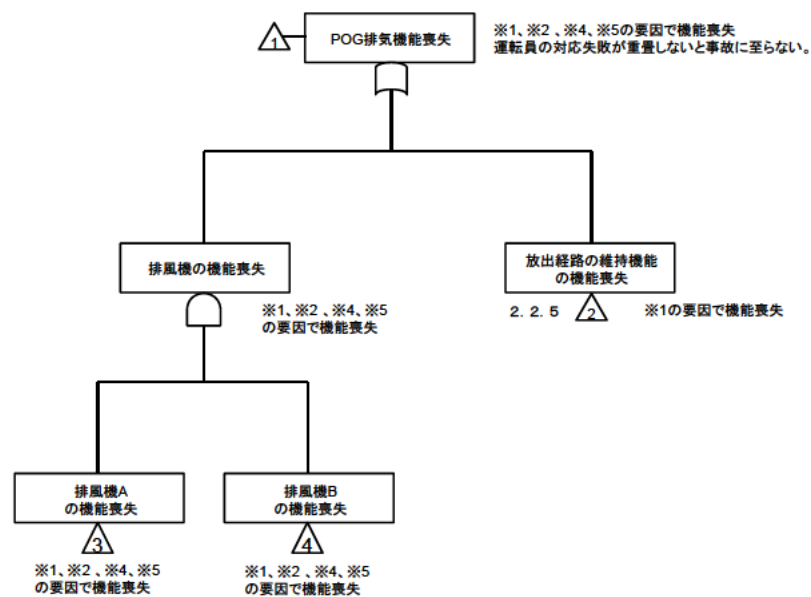 1
POG排気機能喪失
※1、※2 、※4、※5の要因で機能喪失
運転員の対応失敗が重畳しないと事故に至らない。
排風機の機能喪失
※1、※2 、※4、※5
の要因で機能喪失
放出経路の維持機能
の機能喪失
2. 2. 5
2
※1の要因で機能喪失
排風機A
の機能喪失
3
※1、※2 、※4、※5
の要因で機能喪失
排風機B
の機能喪失
4
※1、※2 、※4、※5
の要因で機能喪失